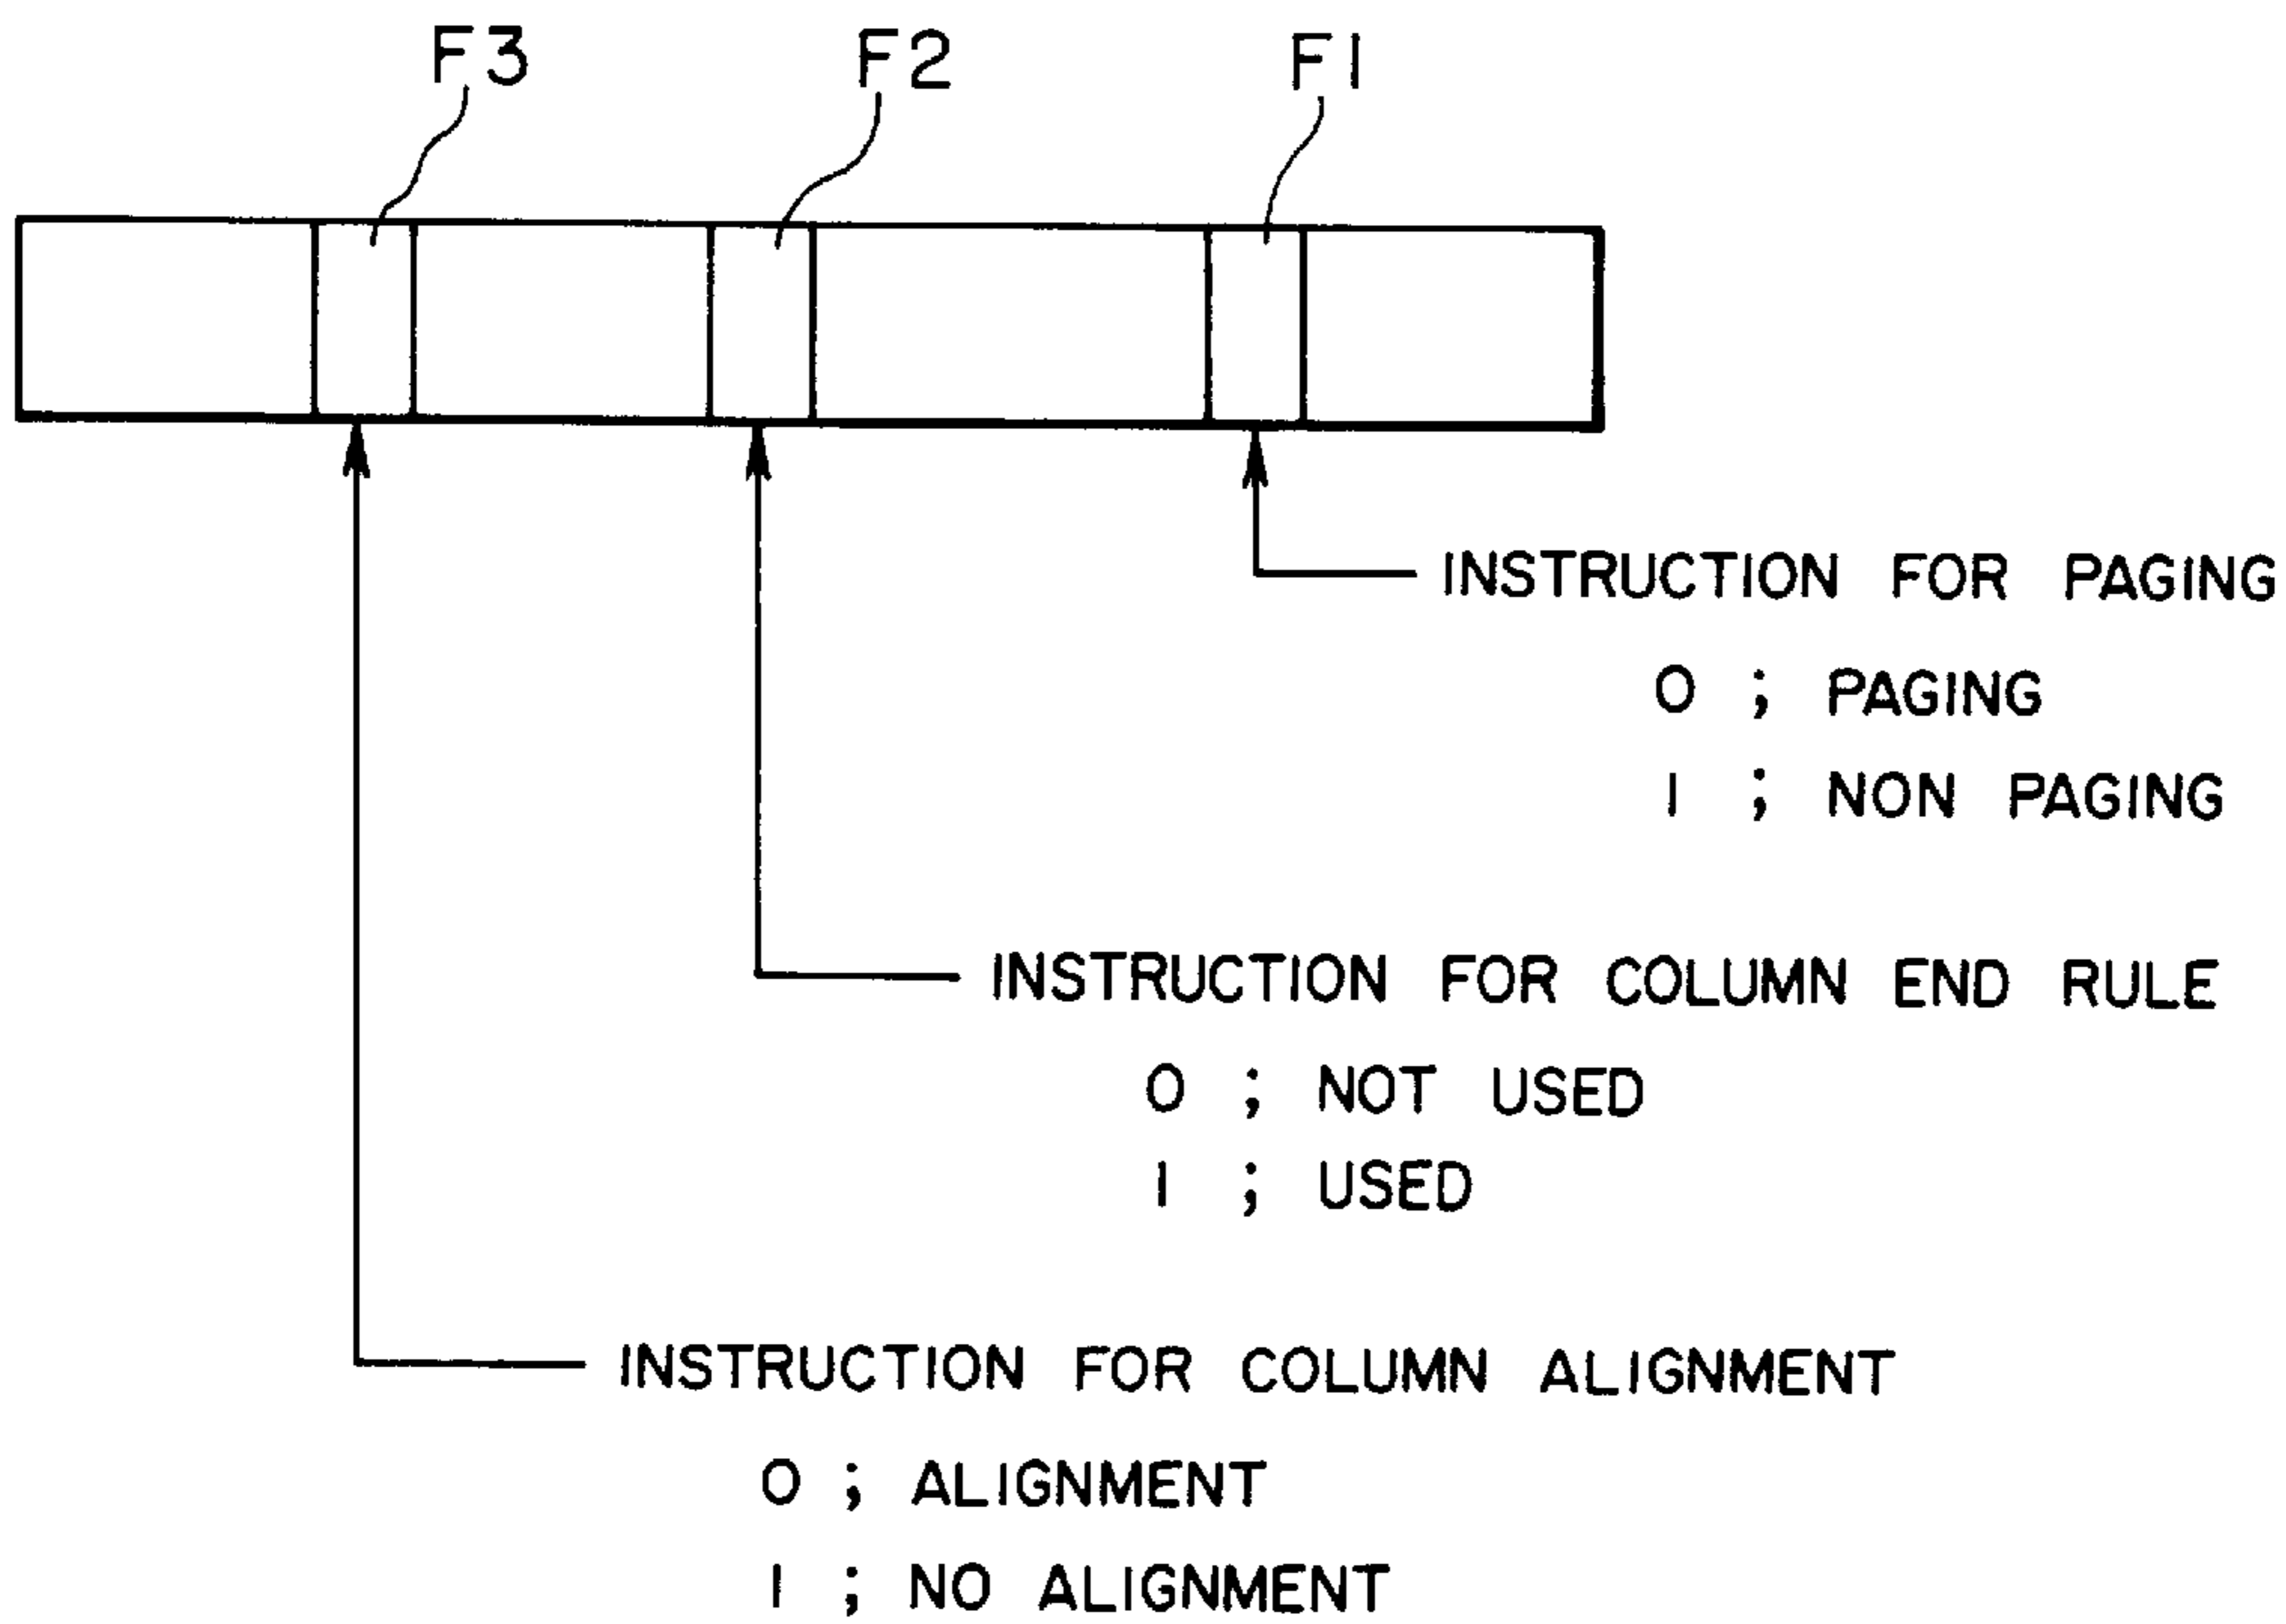 F3 F2 F1
INSTRUCTION FOR PAGING
0 ; PAGING
1 ; NON PAGING
INSTRUCTION FOR COLUMN END RULE
0 ; NOT USED
1 ; USED
INSTRUCTION FOR COLUMN ALIGNMENT
0 ; ALIGNMENT
1 ; NO ALIGNMENT